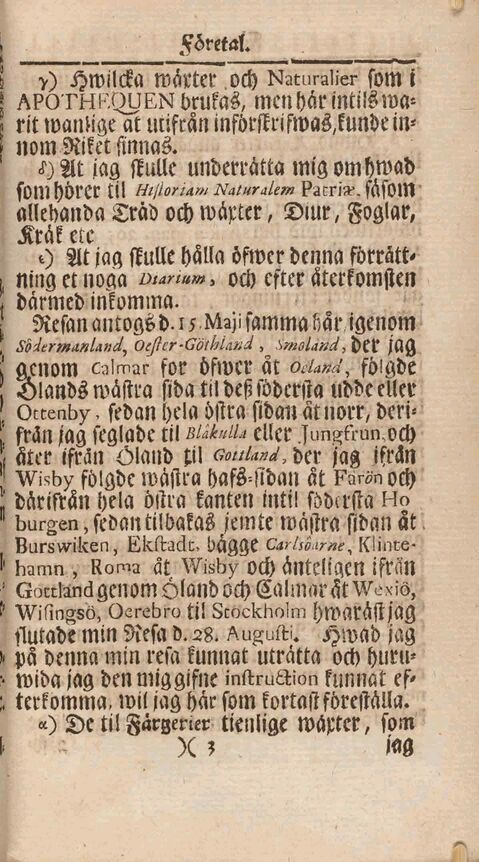 Företal.
γ) Hwilcka wäxter och Naturalier som i
APOTHEQUEN brukas, men här intils wa-
rit wanlige at utifrån införskrifwas, kunde in-
nom Riket finnas.
δ) At jag skulle underrätta mig om hwad
som hörer til Historiam Naturalem Patriæ. såsom
allehanda Träd och wäxter, Diur, Foglar,
Kräk etc
ε) At jag skulle hålla öfwer denna förrätt-
ning et noga Diarium, och efter återkomsten
därmed inkomma.
Resan antogs d. 15. Maji samma här, igenom
Södermanland, Oester-Göthland, Smoland, der jag
genom Calmar for öfwer åt Oeland, fölgde
Ölands wästra sida til deß södersta udde eller
Ottenby, sedan hela östra sidan åt norr, deri-
från jag seglade til Blåkulla eller Jungfrun, och
åter ifrån Öland til Gottland, der jag ifrån
Wisby fölgde wästra hafs-sidan åt Fårön och
därifrån hela östra kanten intil södersta Ho
burgen, sedan tilbakas jemte wästra sidan åt
Burswiken, Ekstadt. bägge Carlsöarne, Klinte-
hamn, Roma åt Wisby och änteligen ifrån
Gottland genom Öland och Calmar åt Wexiö,
Wisingsö, Oerebro til Stockholm hwaräst jag
slutade min Resa d. 28. Augusti. Hwad jag
på denna min resa kunnat uträtta och huru-
wida jag den mig gifne instruction kunnat ef-
terkomma, wil jag här som kortast föreställa.
α) De til Färgerier tienlige wäxter, som
)( 3 jag